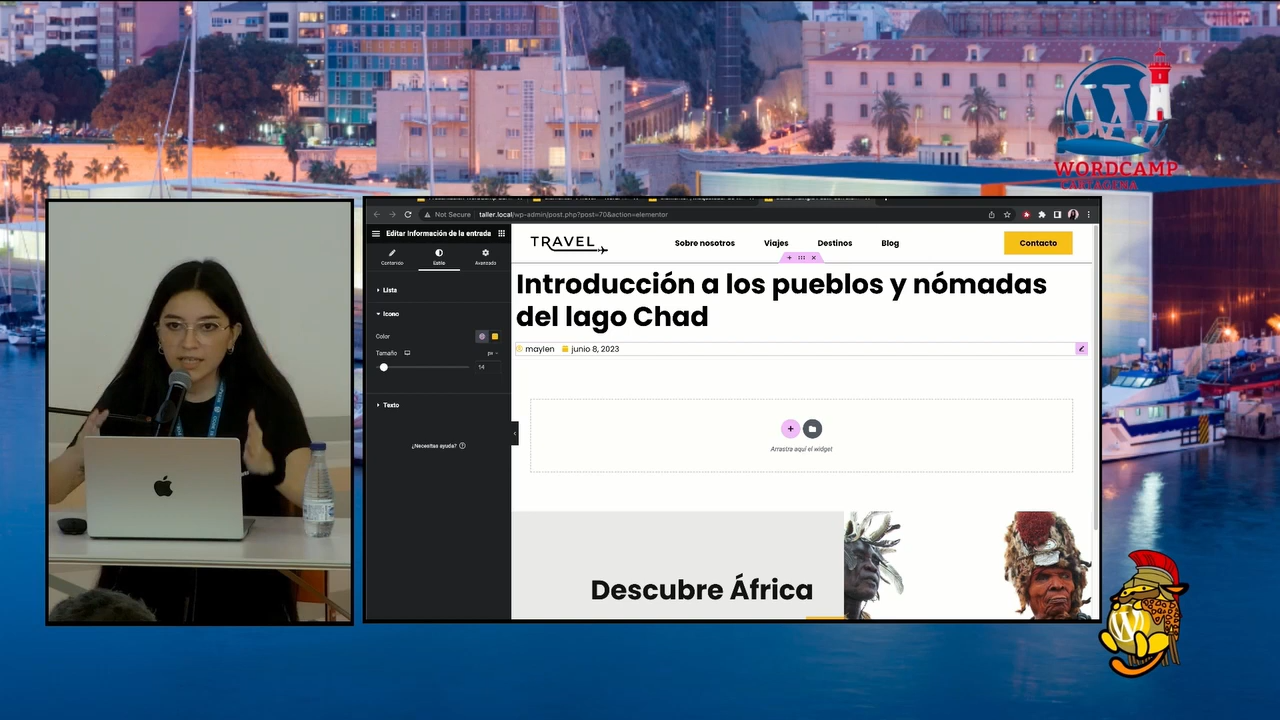 WORDCAMP
CARTAGENA
Not Secure
taller.local/wp-admin/post.php?post=70&action=elementor
Editar Información de la entrada
Contenido
Estilo
Avanzado
Lista
Icono
Color
Tamaño
px
14
Texto
¿Necesitas ayuda?
TRAVEL
Sobre nosotros
Viajes
Destinos
Blog
Contacto
Introducción a los pueblos y nómadas
del lago Chad
maylen
junio 8, 2023
Arrastra aquí el widget
Descubre África